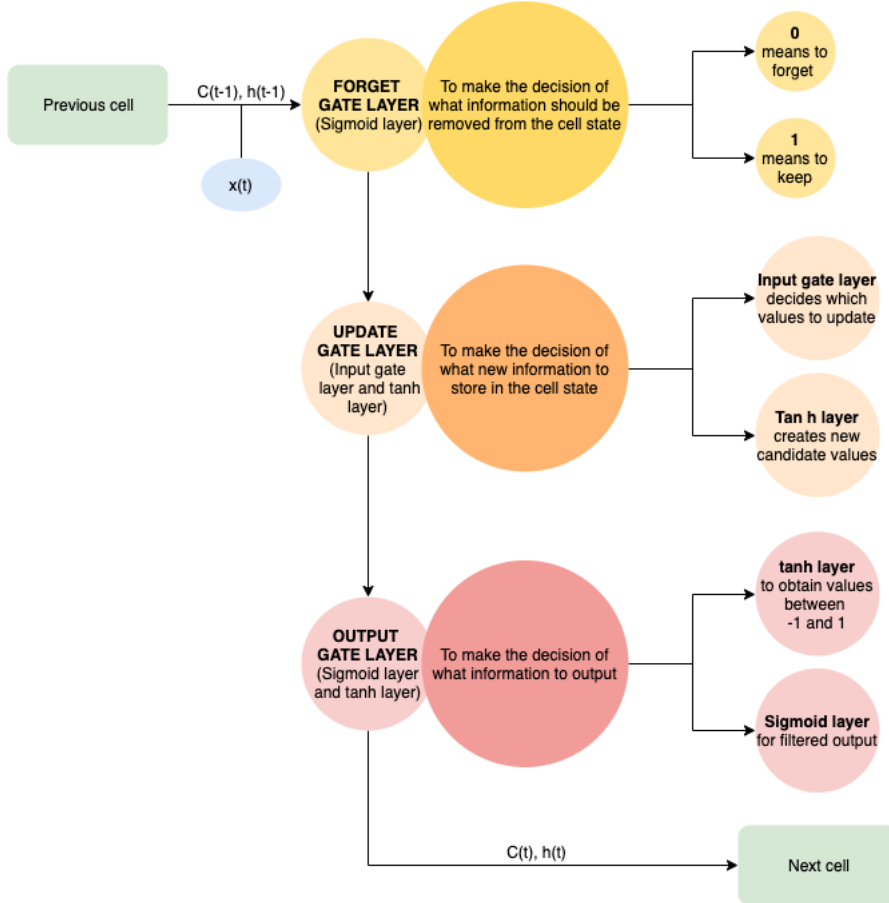 Previous cell
C(t-1), h(t-1)
x(t)
FORGET
GATE LAYER
(Sigmoid layer)
To make the decision of
what information should be
removed from the cell state
0
means to
forget
1
means to
keep
UPDATE
GATE LAYER
(Input gate
layer and tanh
layer)
To make the decision of
what new information to
store in the cell state
Input gate layer
decides which
values to update
Tan h layer
creates new
candidate values
OUTPUT
GATE LAYER
(Sigmoid layer
and tanh layer)
To make the decision of
what information to output
tanh layer
to obtain values
between
-1 and 1
Sigmoid layer
for filtered output
C(t), h(t)
Next cell